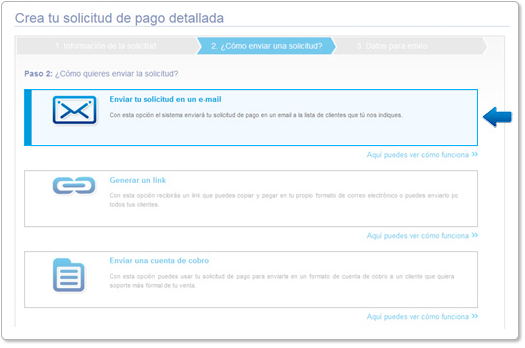 Crea tu solicitud de pago detallada
1. Información de la solicitud
2. ¿Cómo enviar una solicitud?
3. Datos para envío
Paso 2: ¿Cómo quieres enviar la solicitud?
Enviar tu solicitud en un e-mail
Con esta opción el sistema enviará tu solicitud de pago en un email a la lista de clientes que tú nos indiques.
Aquí puedes ver cómo funciona »
Generar un link
Con esta opción recibirás un link que puedes copiar y pegar en tu propio formato de correo electrónico o puedes enviarlo po
todos tus clientes.
Aquí puedes ver cómo funciona »
Enviar una cuenta de cobro
Con esta opción puedes usar tu solicitud de pago para enviarla en un formato de cuenta de cobro a un cliente que quiera
soporte más formal de tu venta.
Aquí puedes ver cómo funciona »